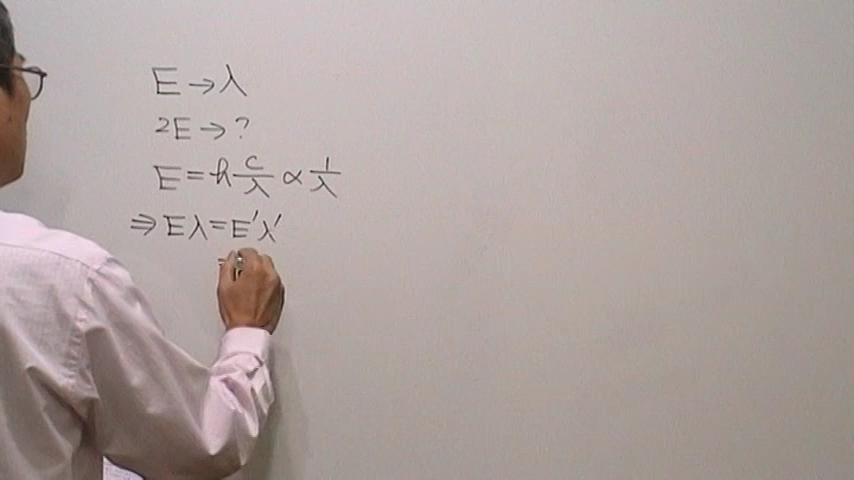 E → λ
2E → ?
E = h c/λ ∝ 1/λ
⇒ Eλ = E'λ'